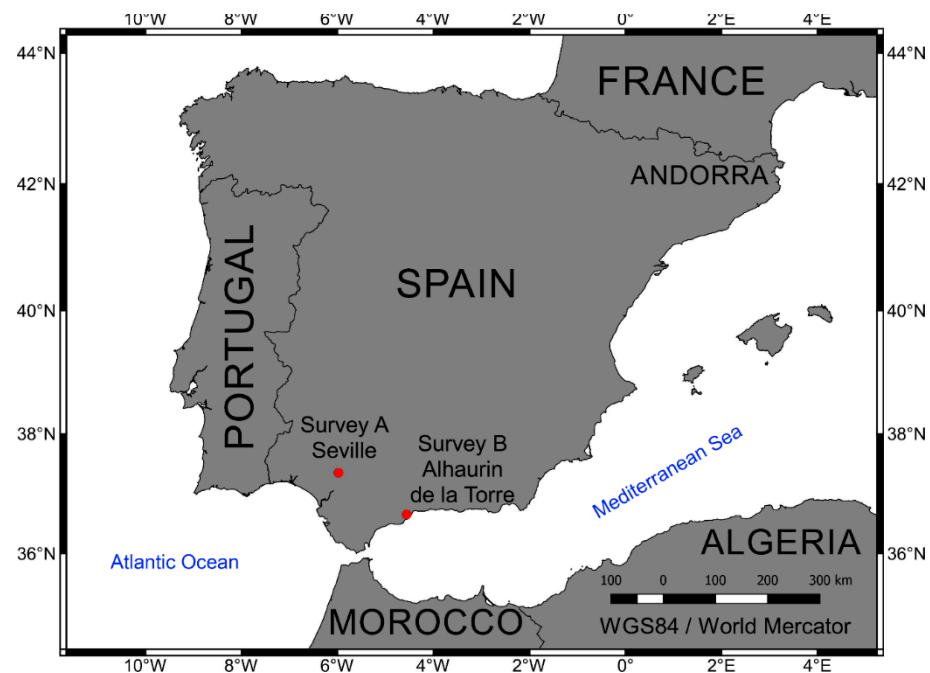 10°W 8°W 6°W 4°W 2°W 0° 2°E 4°E
44°N 44°N
FRANCE
ANDORRA
42°N 42°N
SPAIN
PORTUGAL
40°N 40°N
Survey A
Seville
Survey B
Alhaurin
de la Torre
38°N 38°N
Mediterranean Sea
Atlantic Ocean
36°N 36°N
ALGERIA
100 0 100 200 300 km
MOROCCO
WGS84 / World Mercator
10°W 8°W 6°W 4°W 2°W 0° 2°E 4°E